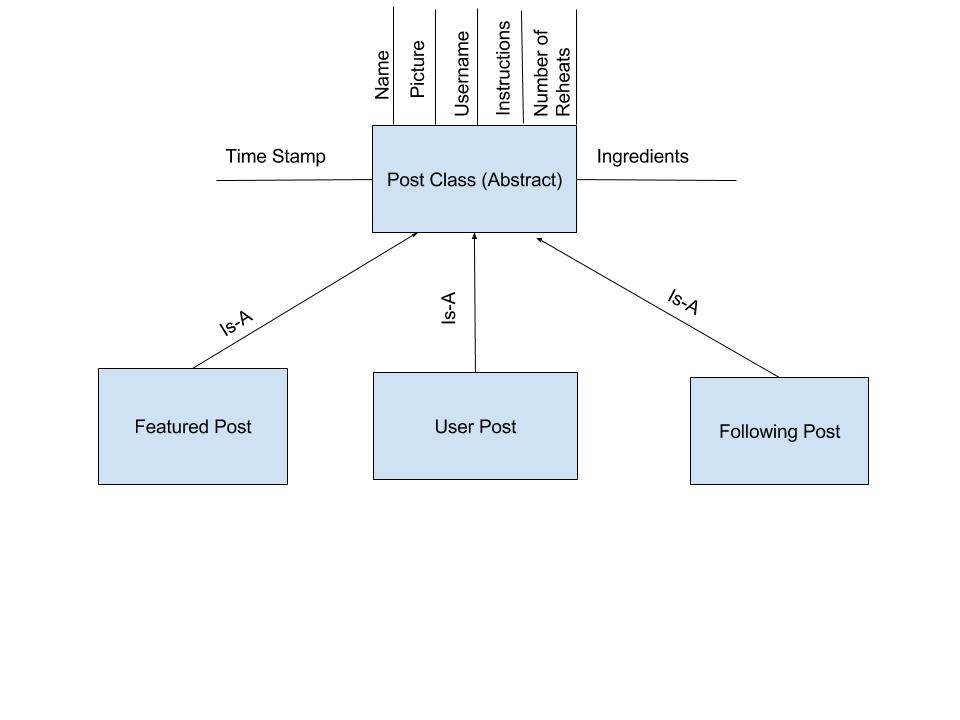 Name
Picture
Username
Instructions
Number of
Reheats
Time Stamp
Post Class (Abstract)
Ingredients
Is-A
Is-A
Is-A
Featured Post
User Post
Following Post